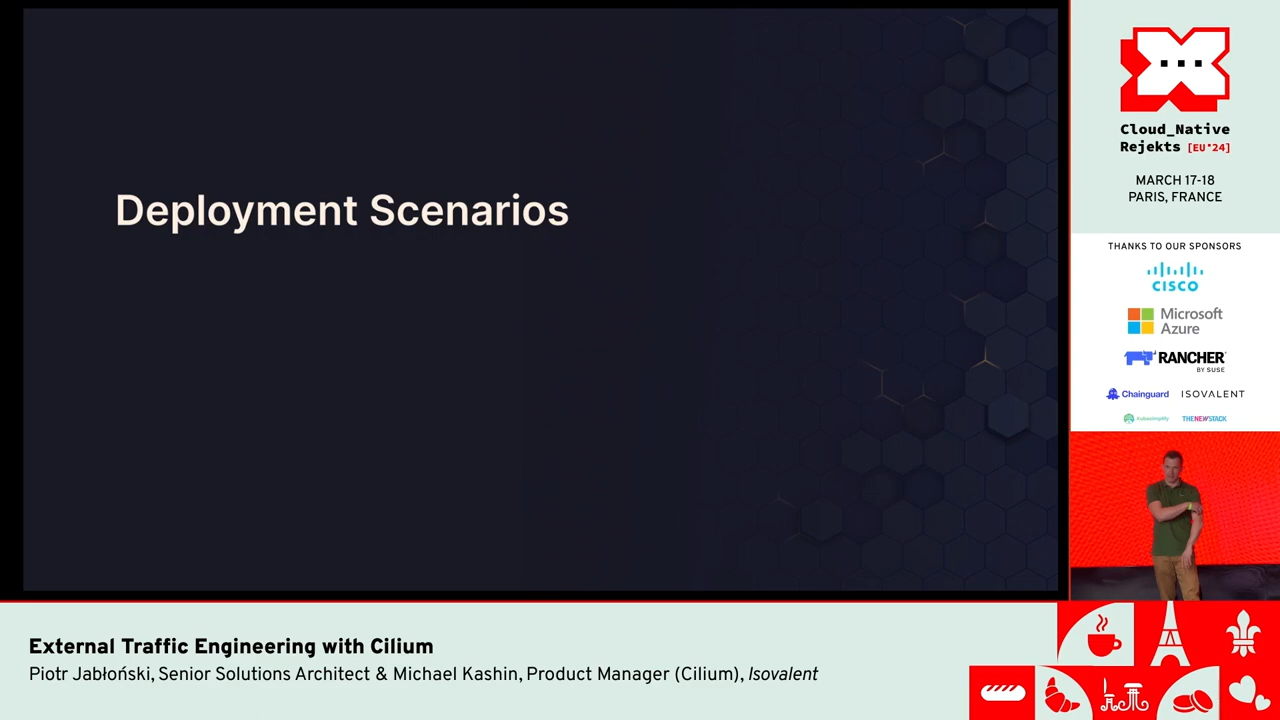 Deployment Scenarios
Cloud_Native
Rejekts [EU'24]
MARCH 17-18
PARIS, FRANCE
THANKS TO OUR SPONSORS
CISCO
Microsoft
Azure
RANCHER
BY SUSE
Chainguard ISOVALENT
Kubesimplify THENEWSTACK
External Traffic Engineering with Cilium
Piotr Jabłoński, Senior Solutions Architect & Michael Kashin, Product Manager (Cilium), Isovalent